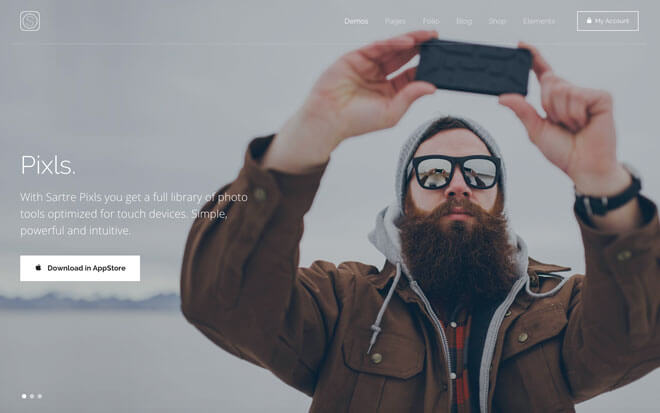 Demos Pages Folio Blog Shop Elements My Account
Pixls.
With Sartre Pixls you get a full library of photo
tools optimized for touch devices. Simple,
powerful and intuitive.
Download in AppStore